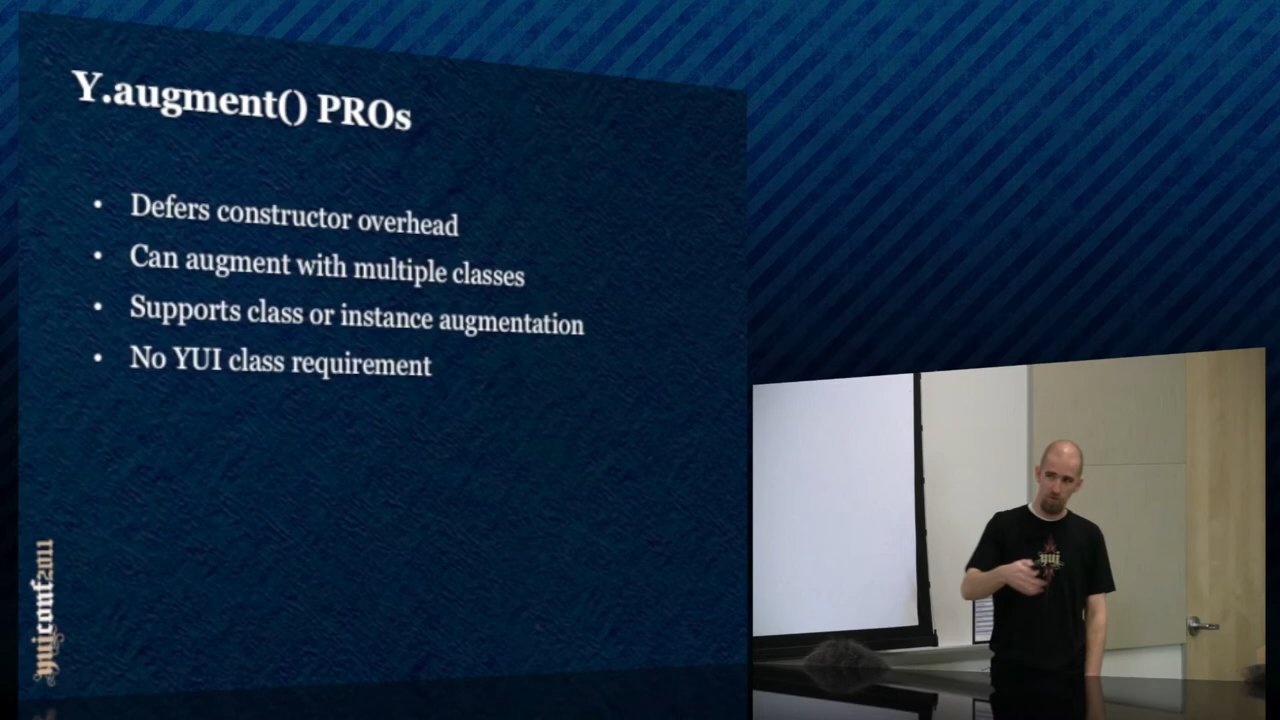 Y.augment() PROs
• Defers constructor overhead
• Can augment with multiple classes
• Supports class or instance augmentation
• No YUI class requirement
yuiconf2011
yui